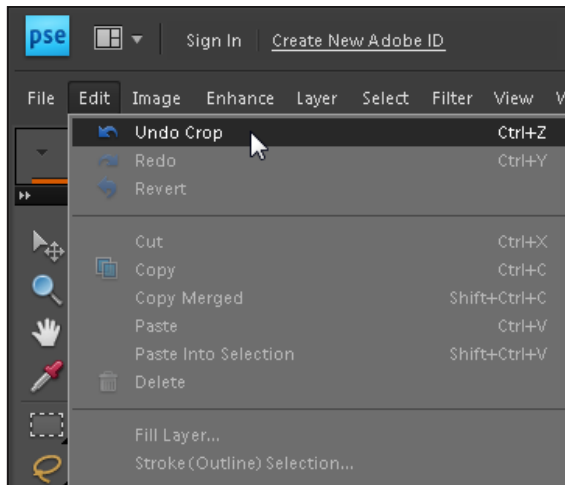 pse Sign In Create New Adobe ID
File Edit Image Enhance Layer Select Filter View
Undo Crop Ctrl+Z
Redo Ctrl+Y
Revert
Cut Ctrl+X
Copy Ctrl+C
Copy Merged Shift+Ctrl+C
Paste Ctrl+V
Paste Into Selection Shift+Ctrl+V
Delete
Fill Layer...
Stroke (Outline) Selection...